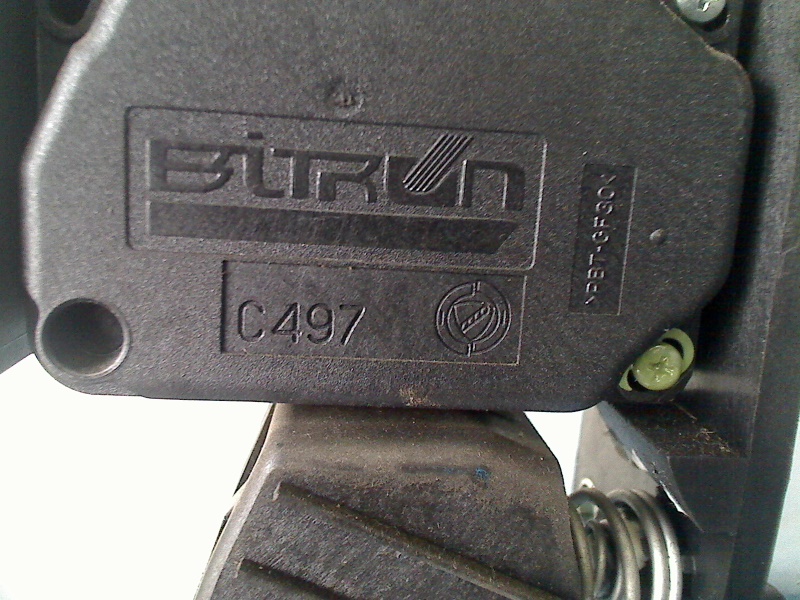 BiTRON
C497
>PBT-GF30<